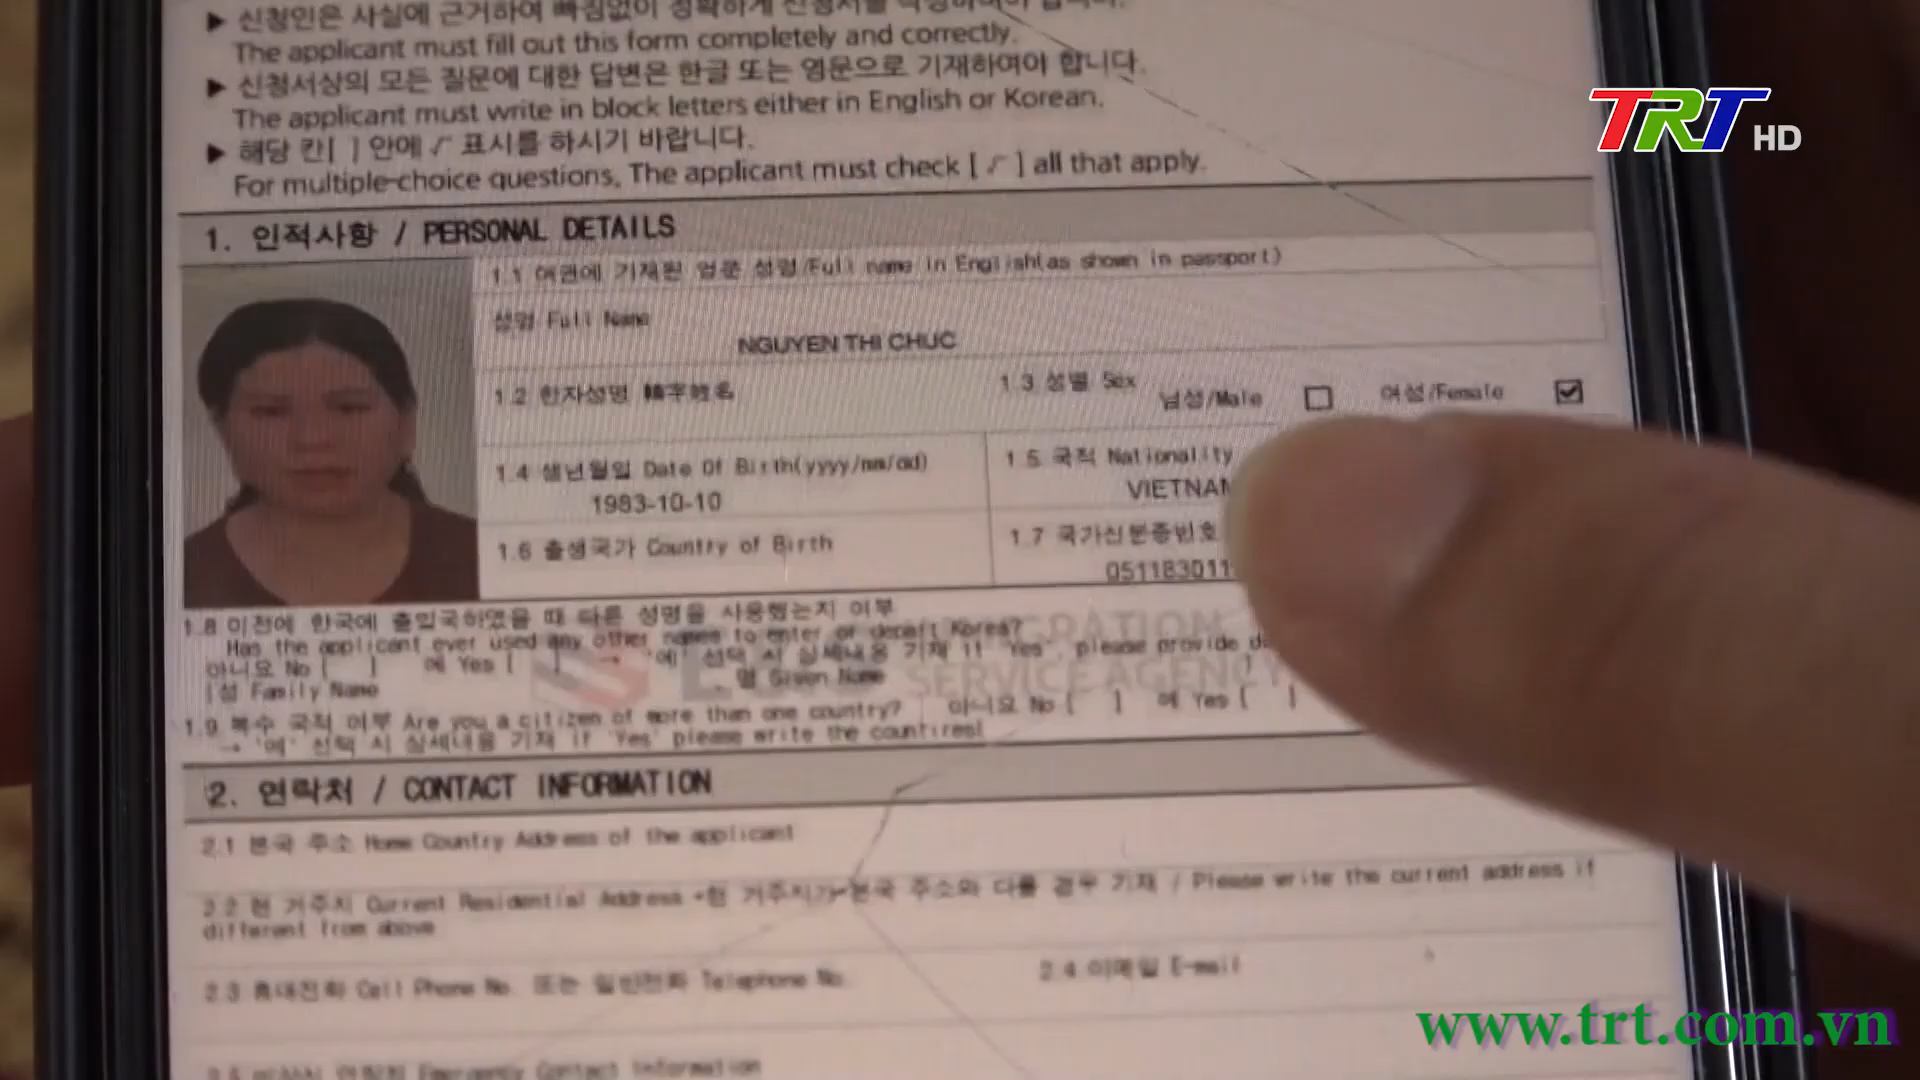 ▶ 신청인은 사실에 근거하여 빠짐없이 정확하게 신청서를 작성하여야 합니다.
The applicant must fill out this form completely and correctly.
▶ 신청서상의 모든 질문에 대한 답변은 한글 또는 영문으로 기재하여야 합니다.
The applicant must write in block letters either in English or Korean.
▶ 해당 칸[ ] 안에 √ 표시를 하시기 바랍니다.
For multiple-choice questions, The applicant must check [ √ ] all that apply.
TRT HD
1. 인적사항 / PERSONAL DETAILS
1.1 여권에 기재된 영문 성명/Full name in English(as shown in passport)
성명 Full Name
NGUYEN THI CHUC
1.2 한자성명 漢字姓名
1.3 성별 Sex 남성/Male 여성/Female
1.4 생년월일 Date Of Birth(yyyy/mm/dd)
1983-10-10
1.5 국적 Nationality
VIETNAM
1.6 출생국가 Country of Birth
1.7 국가신분증번호
051183011
1.8 이전에 한국에 출입국하였을 때 다른 성명을 사용했는지 여부
Has the applicant ever used any other names to enter or depart Korea?
아니요 No [ ] 예 Yes [ ] → '예' 선택 시 상세내용 기재 if 'Yes', please provide
성 Family Name 명 Given Name
1.9 복수 국적 여부 Are you a citizen of more than one country? 아니요 No [ ] 예 Yes [ ]
→ '예' 선택 시 상세내용 기재 if 'Yes' please write the countires
SERVICE AGENCY
2. 연락처 / CONTACT INFORMATION
2.1 본국 주소 Home Country Address of the applicant
2.2 현 거주지 Current Residential Address *현 거주지가 본국 주소와 다를 경우 기재 / Please write the current address if
different from above
2.3 휴대전화 Cell Phone No. 또는 일반전화 Telephone No.
2.4 이메일 E-mail
2.5 비상시 연락처 Emergency Contact Information
www.trt.com.vn